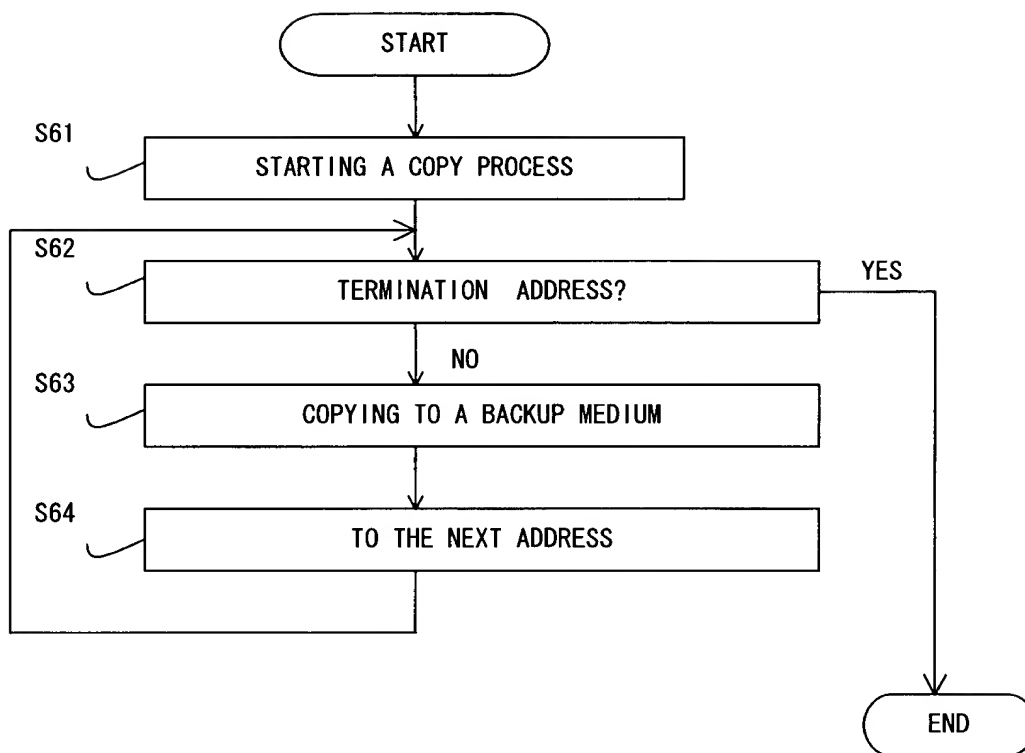 START
S61
STARTING A COPY PROCESS
S62
TERMINATION ADDRESS?
YES
NO
S63
COPYING TO A BACKUP MEDIUM
S64
TO THE NEXT ADDRESS
END